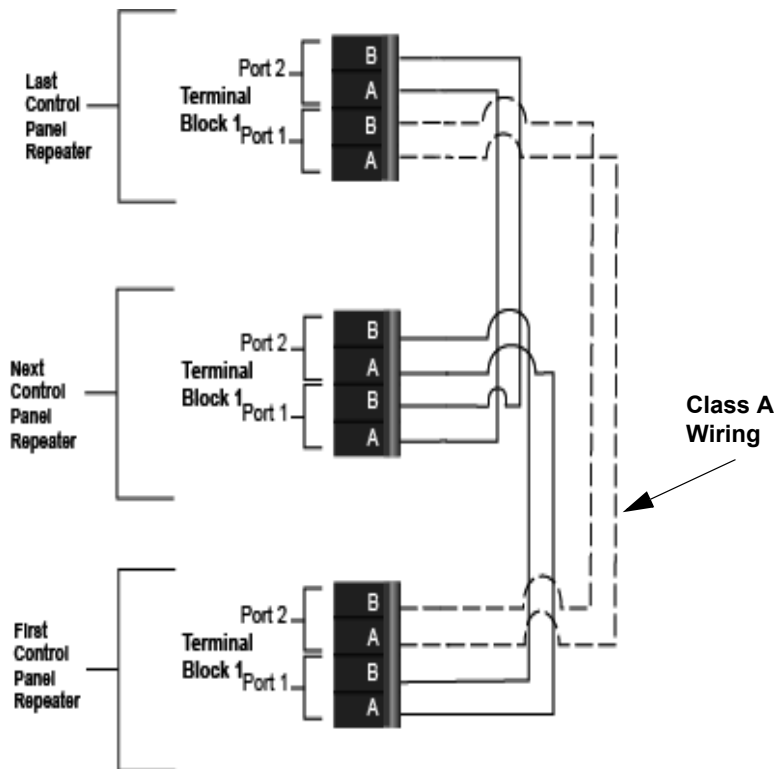 Last
Control
Panel
Repeater
Terminal
Block 1
Port 2
Port 1
B
A
B
A
Next
Control
Panel
Repeater
Terminal
Block 1
Port 2
Port 1
B
A
B
A
Class A
Wiring
First
Control
Panel
Repeater
Terminal
Block 1
Port 2
Port 1
B
A
B
A